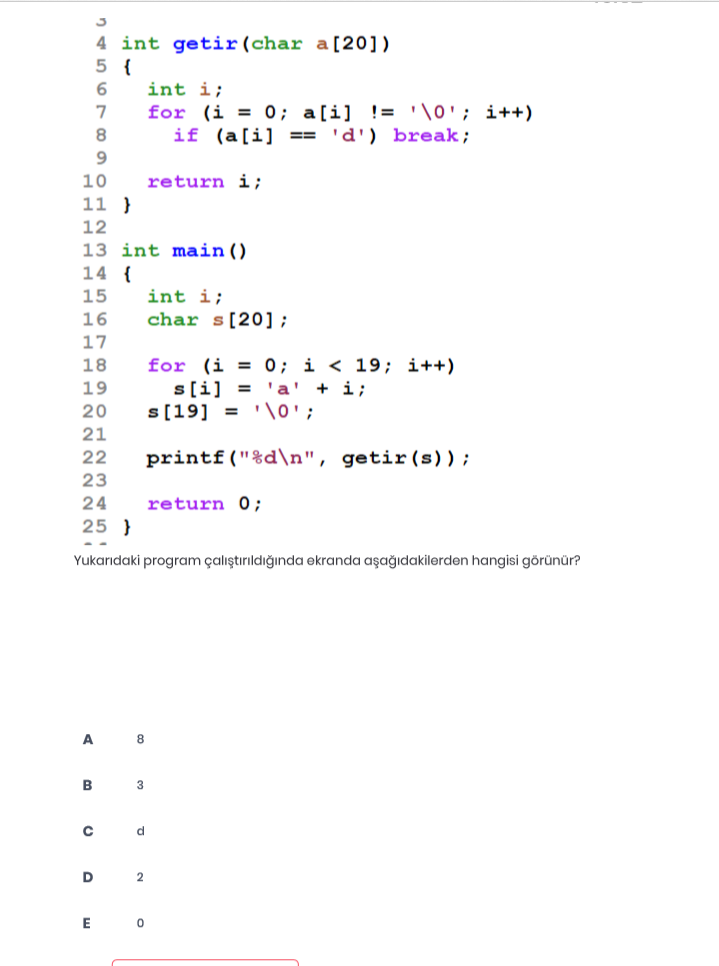 3
4 int getir(char a[20])
5 {
6 int i;
7 for (i = 0; a[i] != '\0'; i++)
8 if (a[i] == 'd') break;
9
10 return i;
11 }
12
13 int main()
14 {
15 int i;
16 char s[20];
17
18 for (i = 0; i < 19; i++)
19 s[i] = 'a' + i;
20 s[19] = '\0';
21
22 printf("%d\n", getir(s));
23
24 return 0;
25 }
Yukarıdaki program çalıştırıldığında ekranda aşağıdakilerden hangisi görünür?
A 8
B 3
C d
D 2
E 0